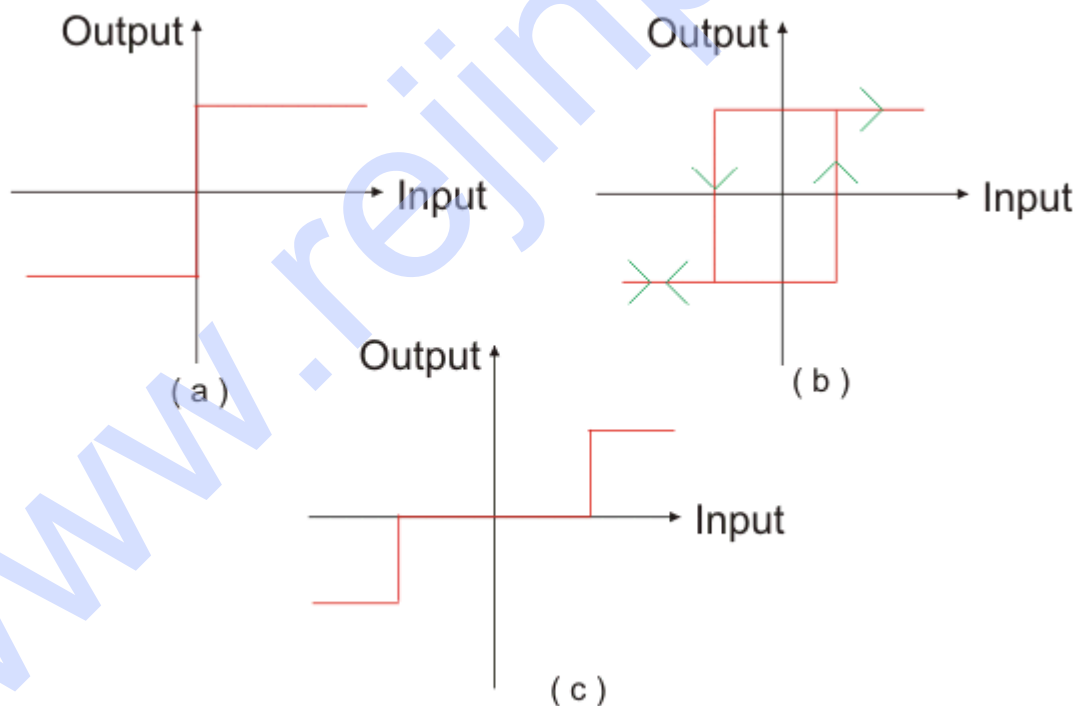 Output
Input
( a )
Output
Input
( b )
Output
Input
( c )
www.rejinp